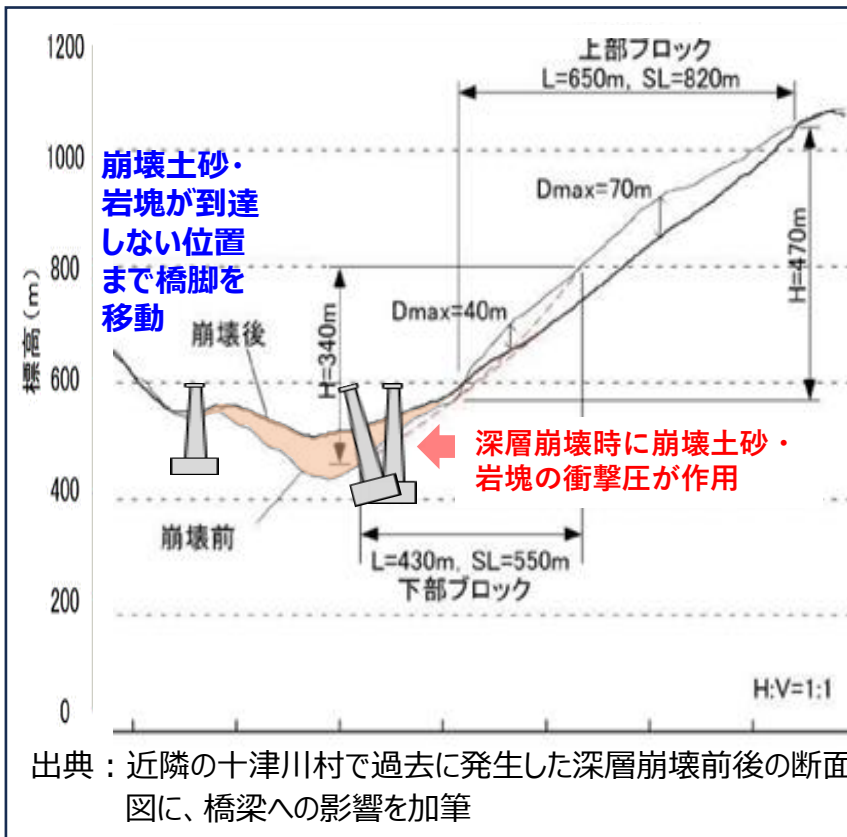 1200
1000
800
600
400
200
0
標高(m)
上部ブロック
L=650m, SL=820m
崩壊土砂・
岩塊が到達
しない位置
まで橋脚を
移動
Dmax=70m
H=470m
Dmax=40m
H=340m
崩壊後
深層崩壊時に崩壊土砂・
岩塊の衝撃圧が作用
崩壊前
L=430m, SL=550m
下部ブロック
H:V=1:1
出典:近隣の十津川村で過去に発生した深層崩壊前後の断面
図に、橋梁への影響を加筆